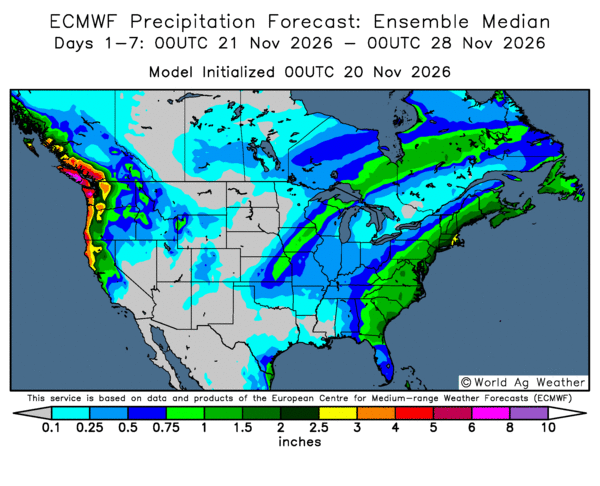 ECMWF Precipitation Forecast: Ensemble Median
Days 1-7: 00UTC 21 Nov 2026 - 00UTC 28 Nov 2026
Model Initialized 00UTC 20 Nov 2026
©World Ag Weather
This service is based on data and products of the European Centre for Medium-range Weather Forecasts (ECMWF)
0.1 0.25 0.5 0.75 1 1.5 2 2.5 3 4 5 6 8 10
inches